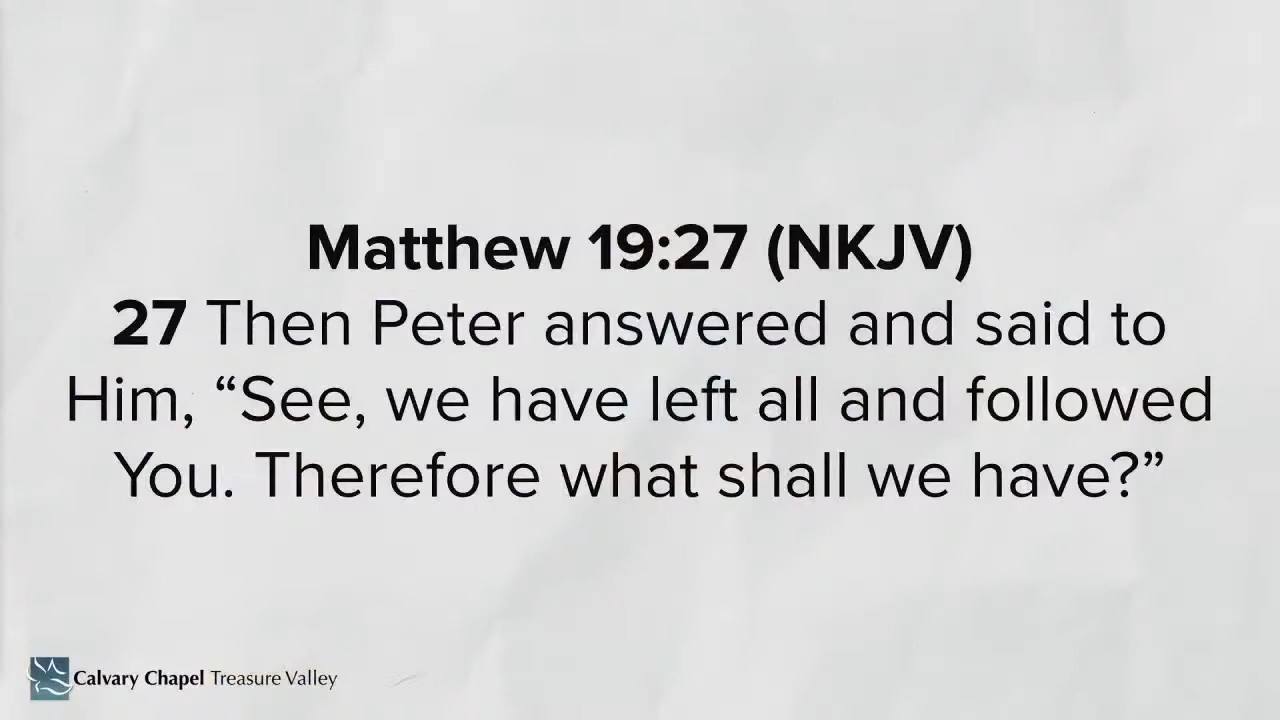 Matthew 19:27 (NKJV)
27 Then Peter answered and said to
Him, “See, we have left all and followed
You. Therefore what shall we have?”
Calvary Chapel Treasure Valley